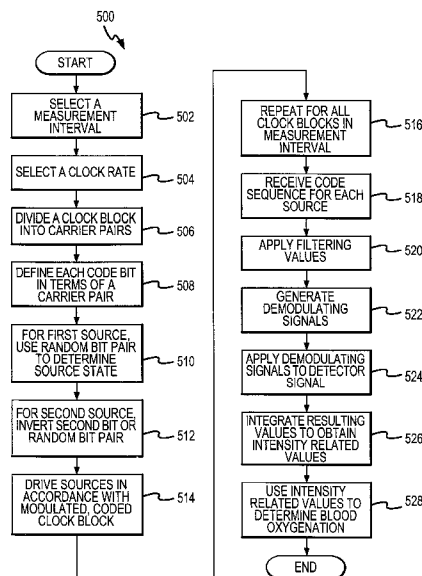 500
START
SELECT A
MEASUREMENT
INTERVAL
502
SELECT A CLOCK RATE
504
DIVIDE A CLOCK BLOCK
INTO CARRIER PAIRS
506
DEFINE EACH CODE BIT
IN TERMS OF A
CARRIER PAIR
508
FOR FIRST SOURCE,
USE RANDOM BIT PAIR
TO DETERMINE
SOURCE STATE
510
FOR SECOND SOURCE,
INVERT SECOND BIT OR
RANDOM BIT PAIR
512
DRIVE SOURCES IN
ACCORDANCE WITH
MODULATED, CODED
CLOCK BLOCK
514
REPEAT FOR ALL
CLOCK BLOCKS IN
MEASUREMENT
INTERVAL
516
RECEIVE CODE
SEQUENCE FOR EACH
SOURCE
518
APPLY FILTERING
VALUES
520
GENERATE
DEMODULATING
SIGNALS
522
APPLY DEMODULATING
SIGNALS TO DETECTOR
SIGNAL
524
INTEGRATE RESULTING
VALUES TO OBTAIN
INTENSITY RELATED
VALUES
526
USE INTENSITY
RELATED VALUES TO
DETERMINE BLOOD
OXYGENATION
528
END